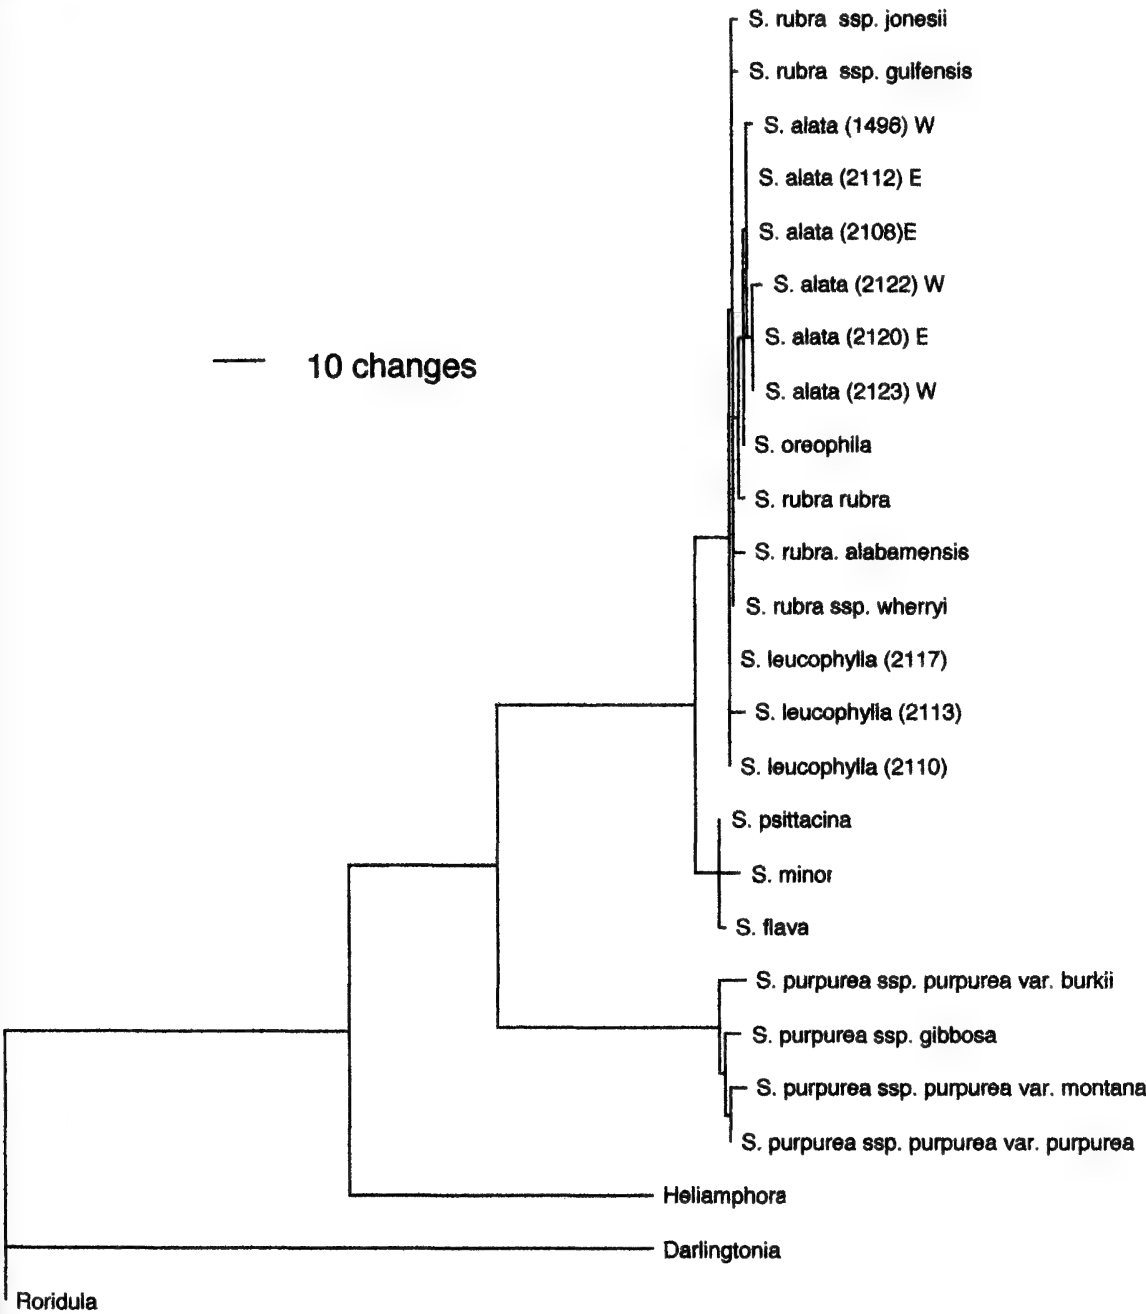 S. rubra ssp. jonesii
S. rubra ssp. gulfensis
S. alata (1496) W
S. alata (2112) E
S. alata (2108)E
S. alata (2122) W
S. alata (2120) E
10 changes
S. alata (2123) W
S. oreophila
S. rubra rubra
S. rubra. alabamensis
S. rubra ssp. wherryi
S. leucophylla (2117)
S. leucophylla (2113)
S. leucophylla (2110)
S. psittacina
S. minor
S. flava
S. purpurea ssp. purpurea var. burkii
S. purpurea ssp. gibbosa
S. purpurea ssp. purpurea var. montana
S. purpurea ssp. purpurea var. purpurea
Heliamphora
Darlingtonia
Roridula